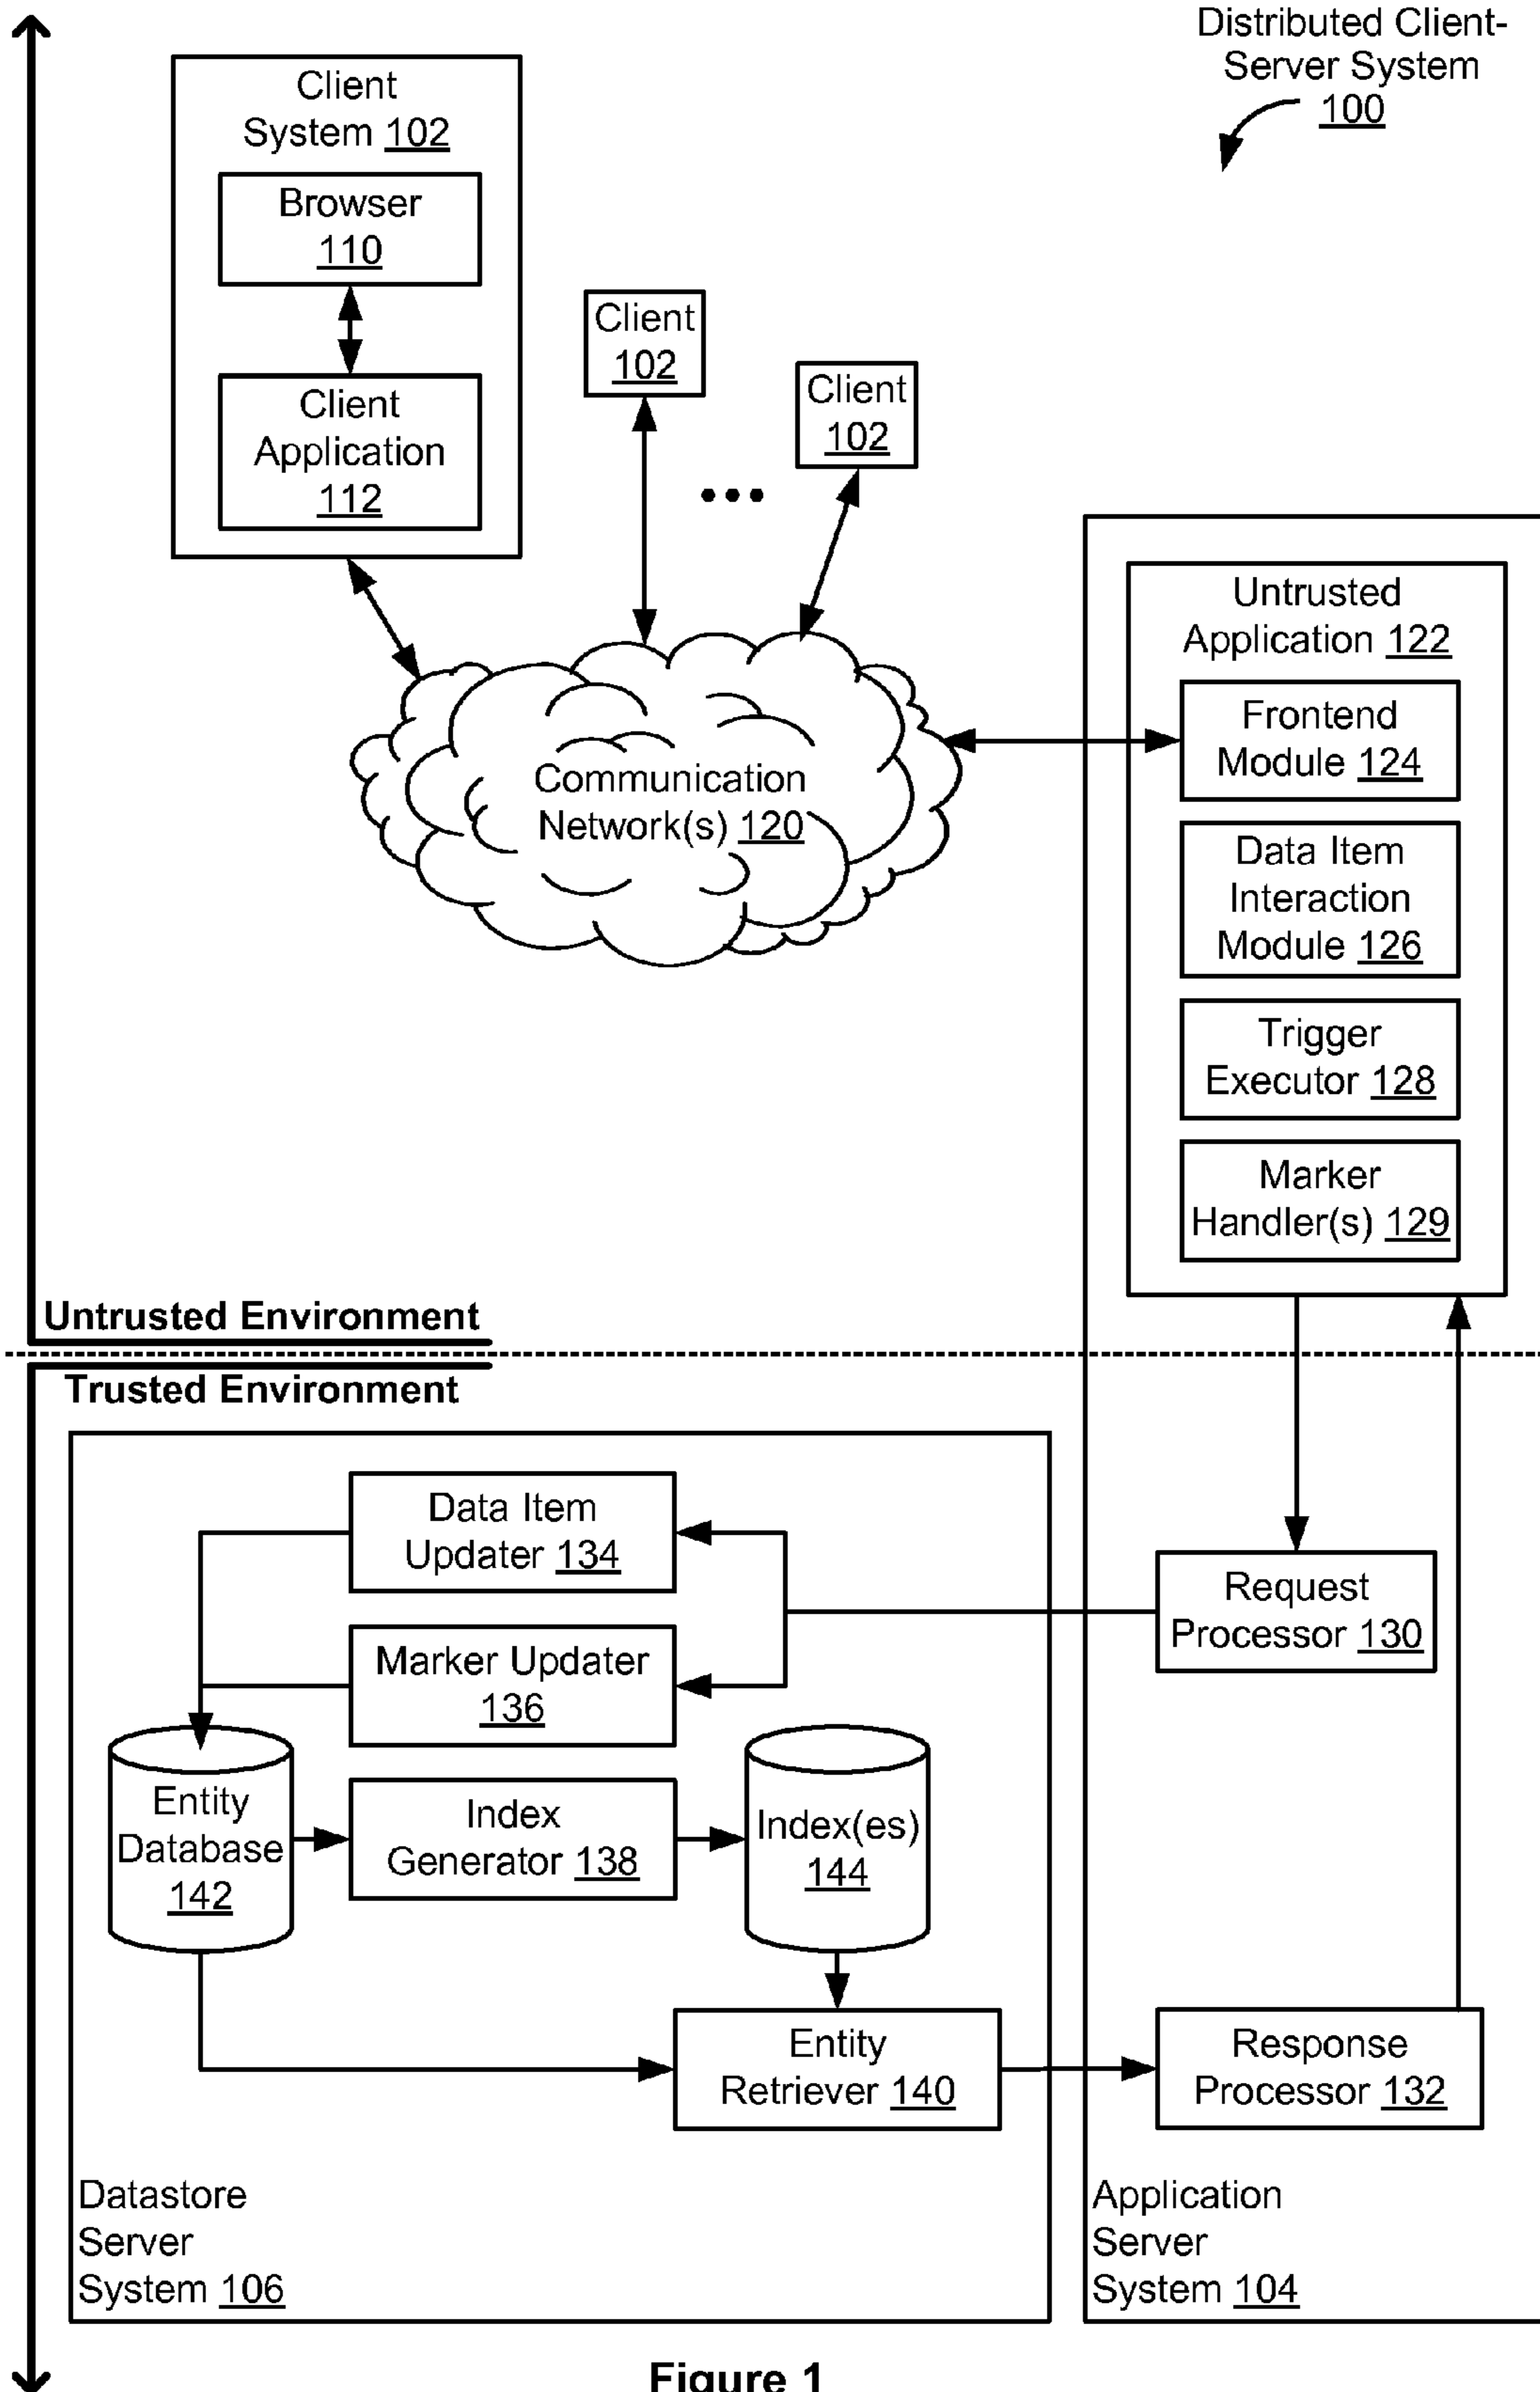 Distributed Client-
Server System
100
Client
System 102
Browser
110
Client
Application
112
Client
102
Client
102
Communication
Network(s) 120
Untrusted
Application 122
Frontend
Module 124
Data Item
Interaction
Module 126
Trigger
Executor 128
Marker
Handler(s) 129
Untrusted Environment
Trusted Environment
Data Item
Updater 134
Marker Updater
136
Request
Processor 130
Entity
Database
142
Index
Generator 138
Index(es)
144
Entity
Retriever 140
Response
Processor 132
Datastore
Server
System 106
Application
Server
System 104
Figure 1